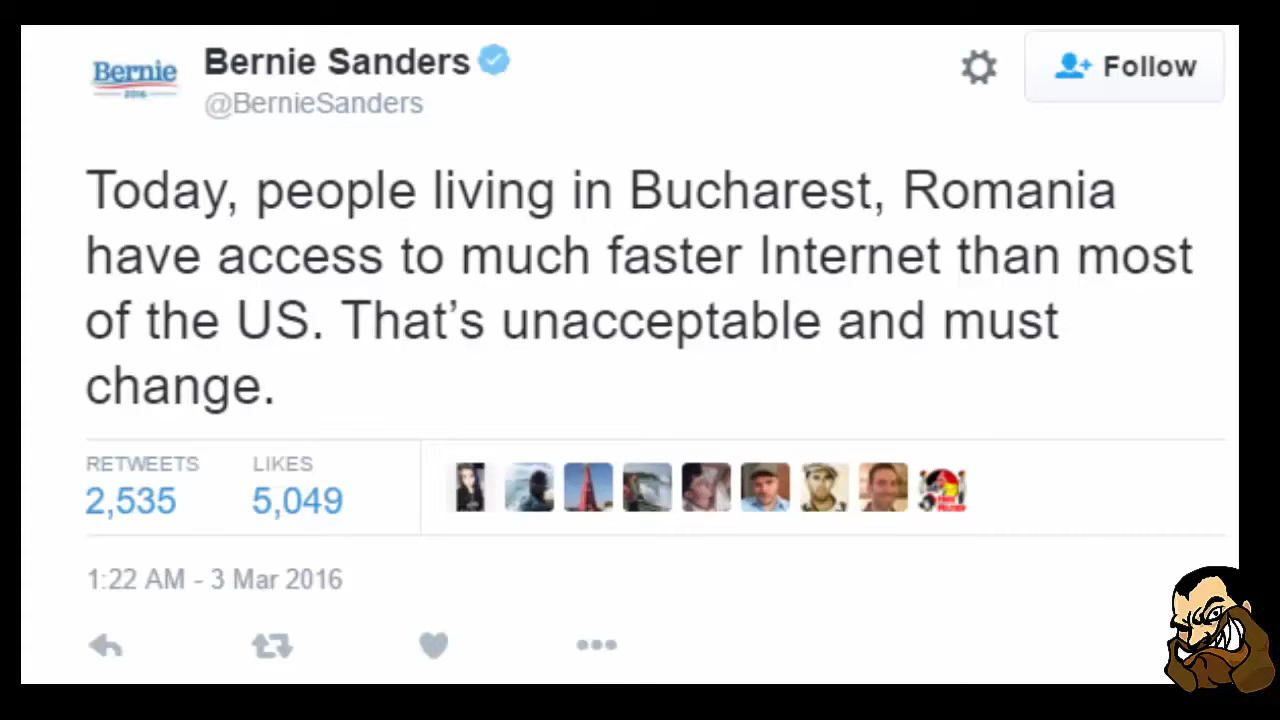 Bernie
2016
Bernie Sanders
@BernieSanders
Follow
Today, people living in Bucharest, Romania
have access to much faster Internet than most
of the US. That’s unacceptable and must
change.
RETWEETS LIKES
2,535 5,049
1:22 AM - 3 Mar 2016